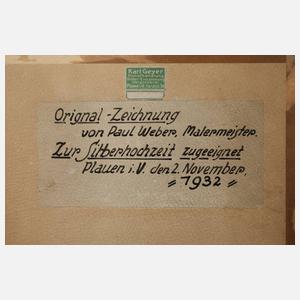 Karl Geyer
Orignal-Zeichnung
von Paul Weber, Malermeister.
Zur Silberhochzeit zugeeignet
Plauen i.V. den 2. November,
〃 1932 〃